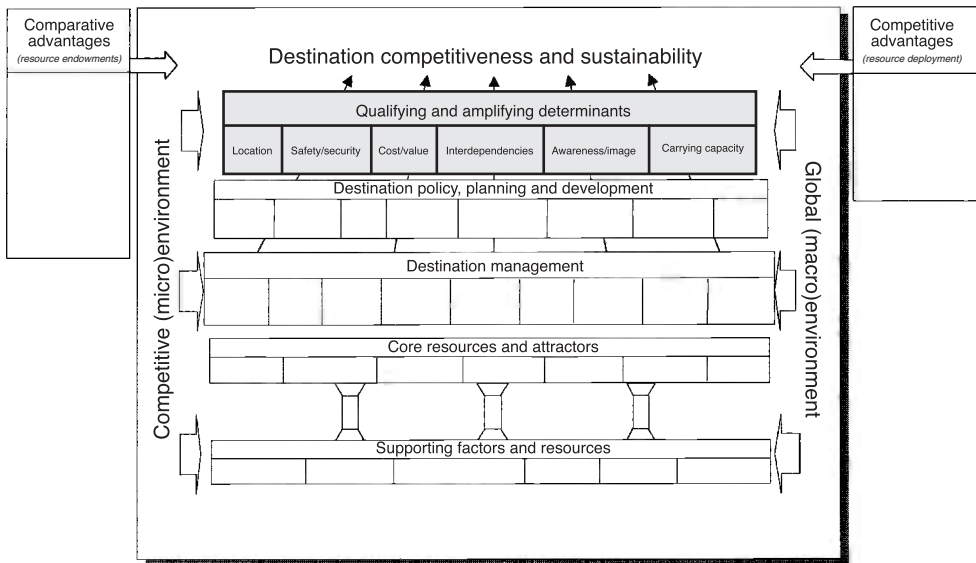 Comparative
advantages
(resource endowments)
Competitive
advantages
(resource deployment)
Destination competitiveness and sustainability
Qualifying and amplifying determinants
Location
Safety/security
Cost/value
Interdependencies
Awareness/image
Carrying capacity
Destination policy, planning and development
Destination management
Core resources and attractors
Supporting factors and resources
Competitive (micro)environment
Global (macro)environment